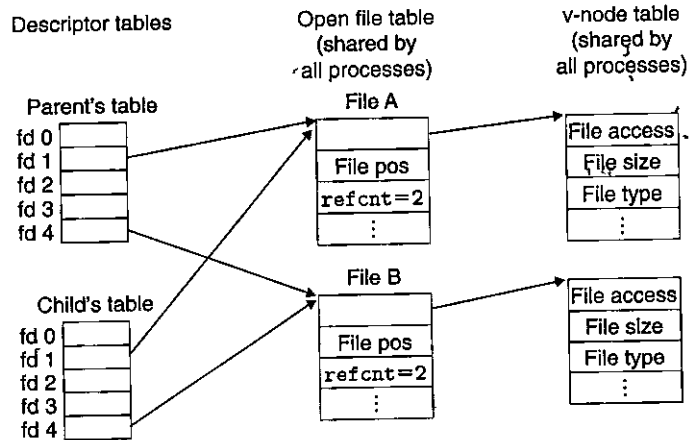 Descriptor tables
Open file table
(shared by
all processes)
v-node table
(shared by
all processes)
Parent's table
fd 0
fd 1
fd 2
fd 3
fd 4
File A
File pos
refcnt=2
⋮
File access
File size
File type
⋮
Child's table
fd 0
fd 1
fd 2
fd 3
fd 4
File B
File pos
refcnt=2
⋮
File access
File size
File type
⋮